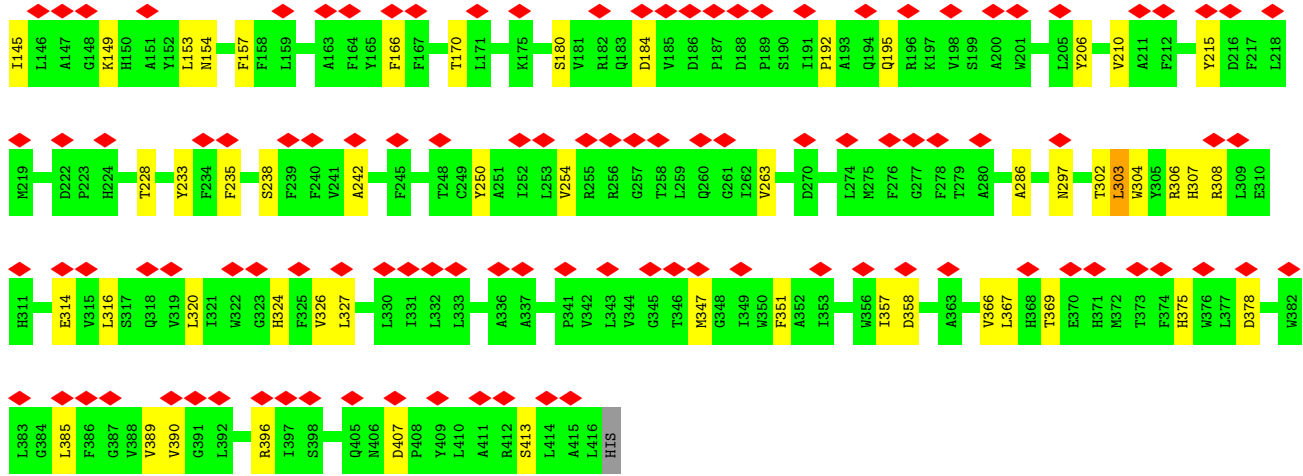 I145 L146 A147 G148 K149 H150 A151 Y152 L153 N154 F157 F158 L159 A163 F164 Y165 F166 F167 T170 L171 K175 S180 V181 R182 Q183 D184 V185 D186 P187 D188 P189 S190 I191 P192 A193 Q194 Q195 R196 K197 V198 S199 A200 W201 L205 Y206 V210 A211 F212 Y215 D216 F217 L218
M219 D222 P223 H224 T228 Y233 F234 F235 S238 F239 F240 V241 A242 F245 T248 C249 Y250 A251 I252 L253 V254 R255 R256 G257 T258 L259 Q260 G261 I262 V263 D270 L274 M275 F276 G277 F278 T279 A280 A286 N297 T302 L303 W304 Y305 R306 H307 R308 L309 E310
H311 E314 V315 L316 S317 Q318 V319 L320 I321 W322 G323 H324 F325 V326 L327 L330 I331 L332 L333 A336 A337 P341 V342 L343 V344 G345 T346 M347 G348 I349 W350 F351 A352 I353 W356 I357 D358 A363 V366 L367 H368 T369 E370 H371 M372 T373 F374 H375 W376 L377 D378 W382
L383 G384 L385 F386 G387 V388 V389 V390 G391 L392 R396 I397 S398 Q405 N406 D407 P408 Y409 L410 A411 R412 S413 L414 A415 L416 HIS